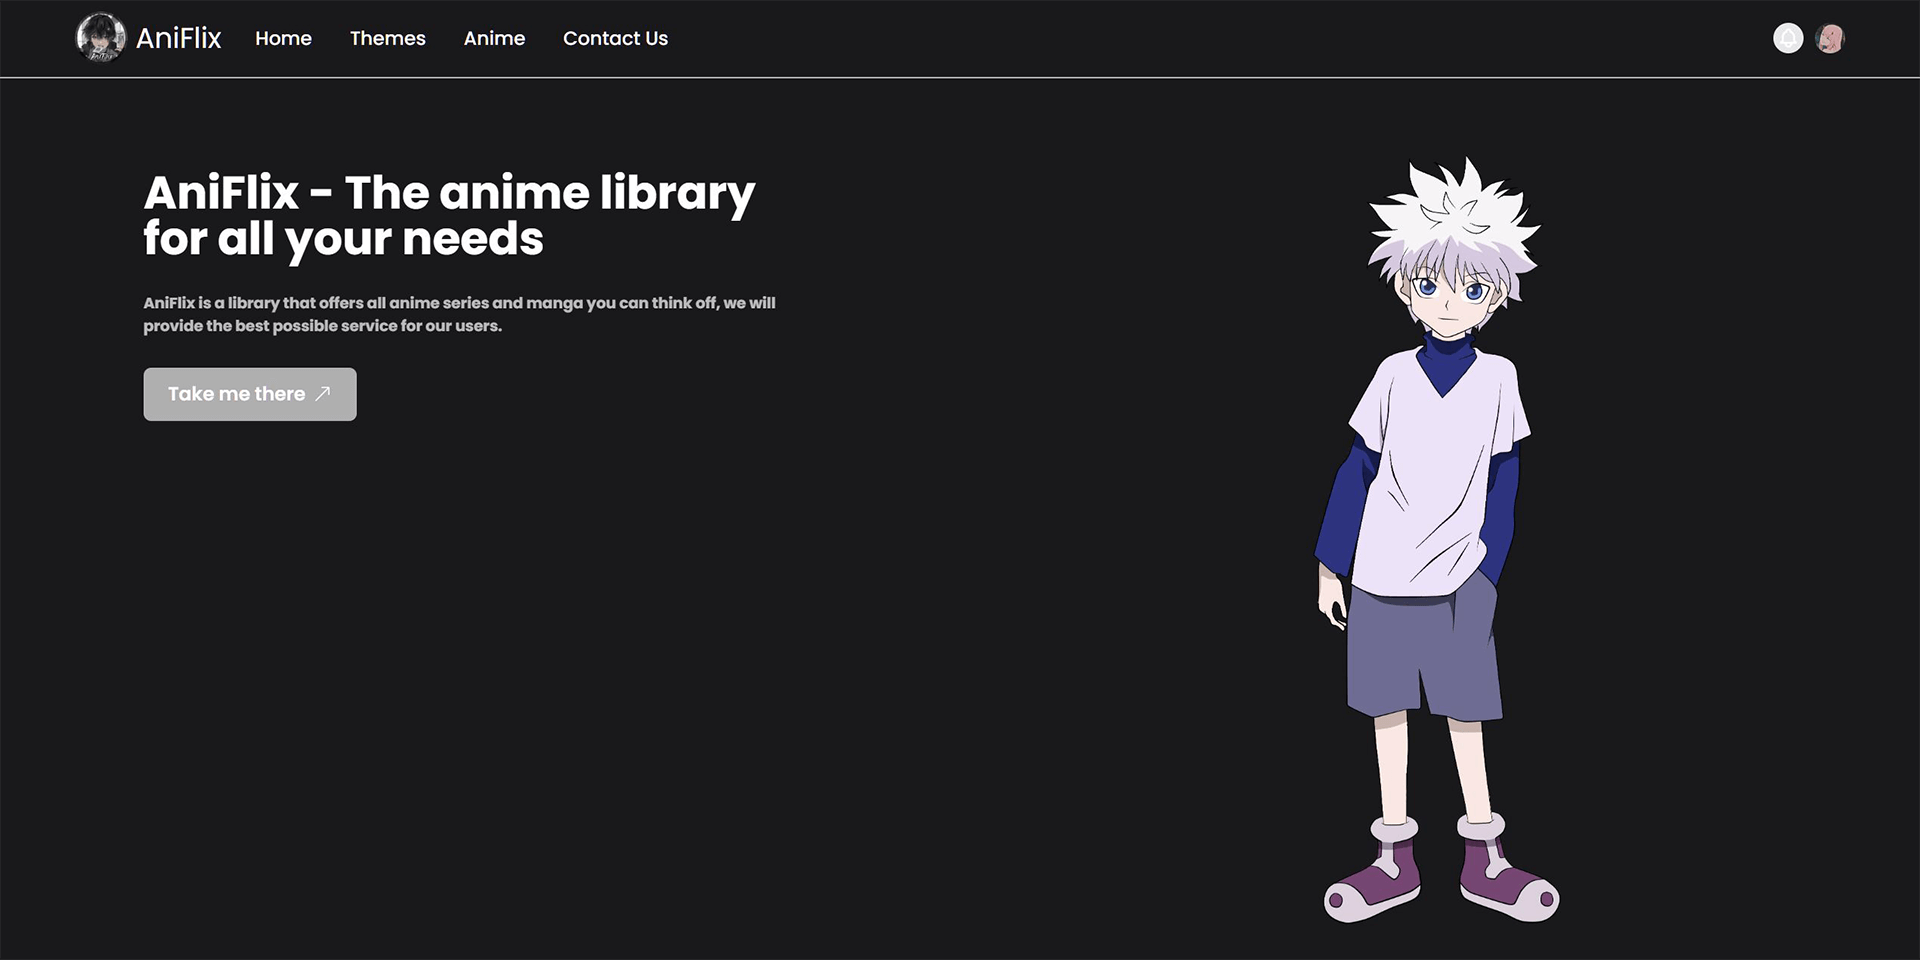 AniFlix
Home
Themes
Anime
Contact Us
AniFlix - The anime library
for all your needs
AniFlix is a library that offers all anime series and manga you can think off, we will
provide the best possible service for our users.
Take me there